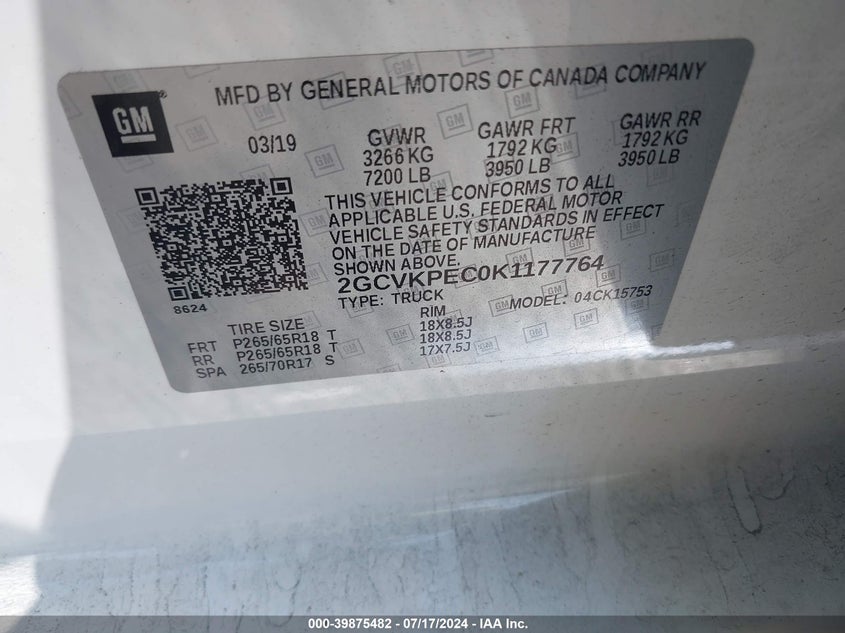 MFD BY GENERAL MOTORS OF CANADA COMPANY
GM
®
03/19 GVWR GAWR FRT GAWR RR
3266 KG 1792 KG 1792 KG
7200 LB 3950 LB 3950 LB
THIS VEHICLE CONFORMS TO ALL
APPLICABLE U.S. FEDERAL MOTOR
VEHICLE SAFETY STANDARDS IN EFFECT
ON THE DATE OF MANUFACTURE
SHOWN ABOVE.
2GCVKPEC0K1177764
8624
TYPE: TRUCK MODEL: 04CK15753
TIRE SIZE RIM
FRT P265/65R18 T 18X8.5J
RR P265/65R18 T 18X8.5J
SPA 265/70R17 S 17X7.5J
000-39875482 / 07/17/2024 - IAA Inc.